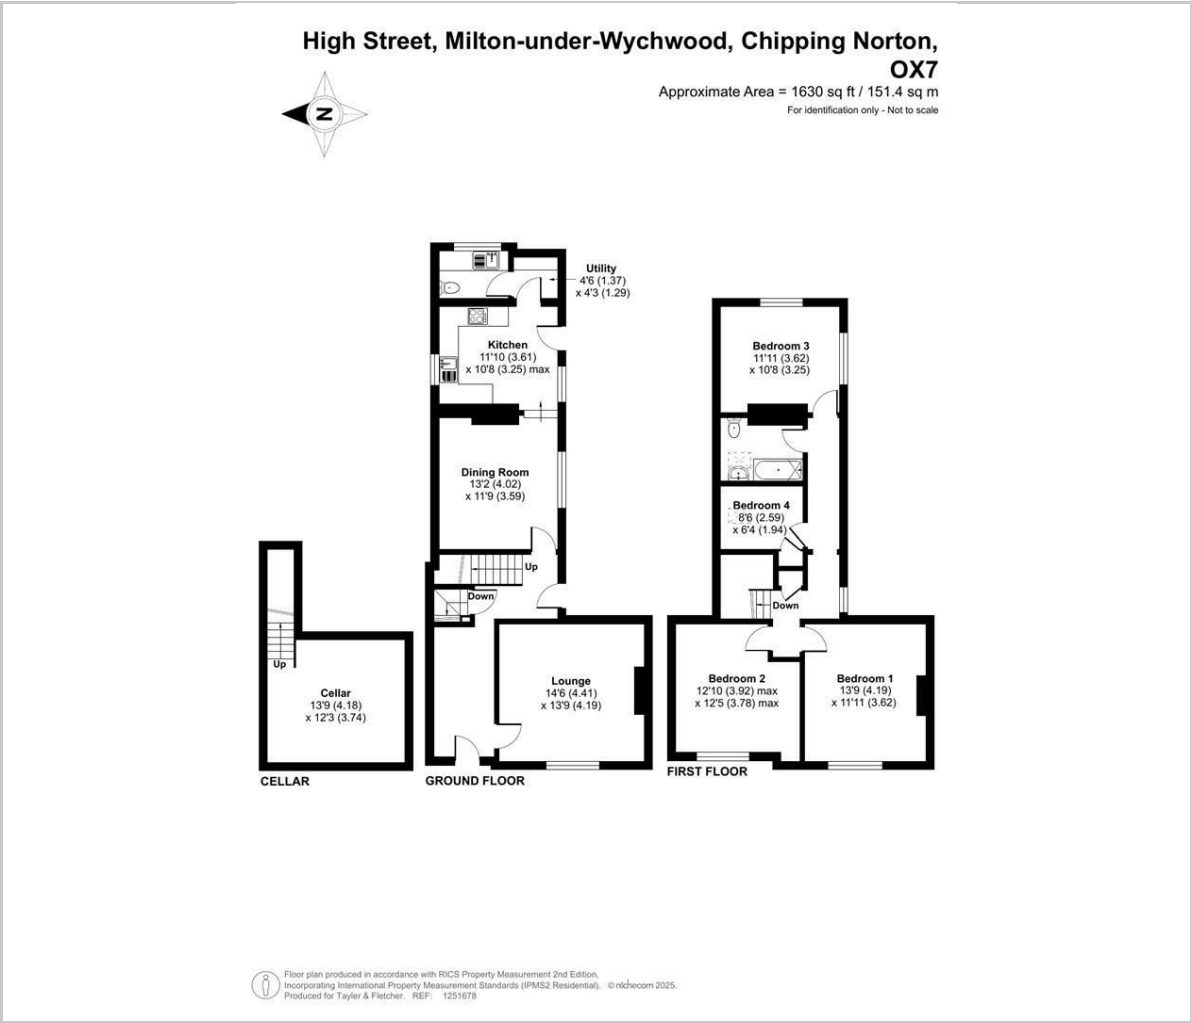 High Street, Milton-under-Wychwood, Chipping Norton,
OX7
Approximate Area = 1630 sq ft / 151.4 sq m
For identification only - Not to scale
N
Utility
4'6 (1.37)
x 4'3 (1.29)
Kitchen
11'10 (3.61)
x 10'8 (3.25) max
Bedroom 3
11'11 (3.62)
x 10'8 (3.25)
Dining Room
13'2 (4.02)
x 11'9 (3.59)
Bedroom 4
8'6 (2.59)
x 6'4 (1.94)
Up
Down
Down
Up
Cellar
13'9 (4.18)
x 12'3 (3.74)
Lounge
14'6 (4.41)
x 13'9 (4.19)
Bedroom 2
12'10 (3.92) max
x 12'5 (3.78) max
Bedroom 1
13'9 (4.19)
x 11'11 (3.62)
CELLAR
GROUND FLOOR
FIRST FLOOR
Floor plan produced in accordance with RICS Property Measurement 2nd Edition,
Incorporating International Property Measurement Standards (IPMS2 Residential). © nichecom 2025.
Produced for Tayler & Fletcher. REF: 1251678